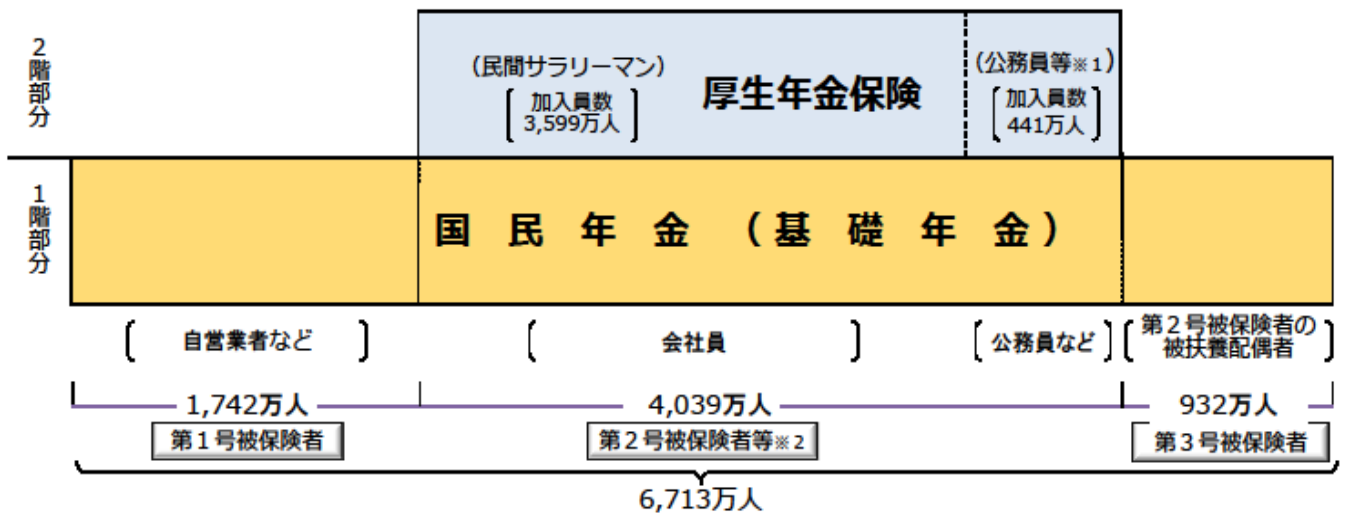 2階部分
(民間サラリーマン)
加入員数
3,599万人
厚生年金保険
(公務員等※1)
加入員数
441万人
1階部分
国民年金(基礎年金)
自営業者など
会社員
公務員など
第2号被保険者の
被扶養配偶者
1,742万人
4,039万人
932万人
第1号被保険者
第2号被保険者等※2
第3号被保険者
6,713万人